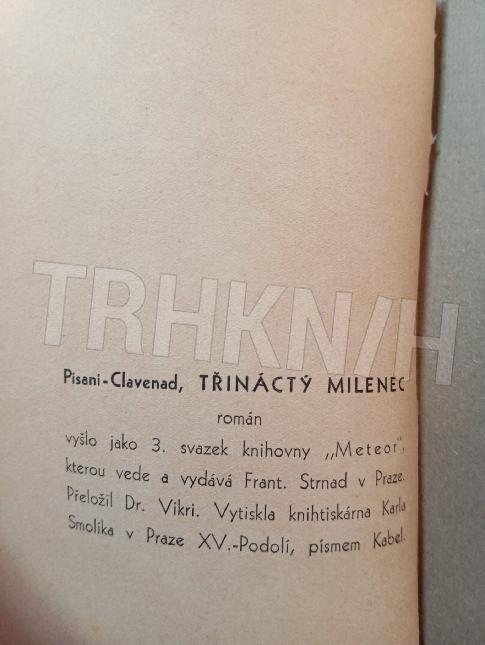 TRHKNIH
Pisani-Clavenad, TŘINÁCTÝ MILENEC
román
vyšlo jako 3. svazek knihovny „Meteor",
kterou vede a vydává Frant. Strnad v Praze.
Přeložil Dr. Vikri. Vytiskla knihtiskárna Karla
Smolíka v Praze XV.-Podolí, písmem Kabel.